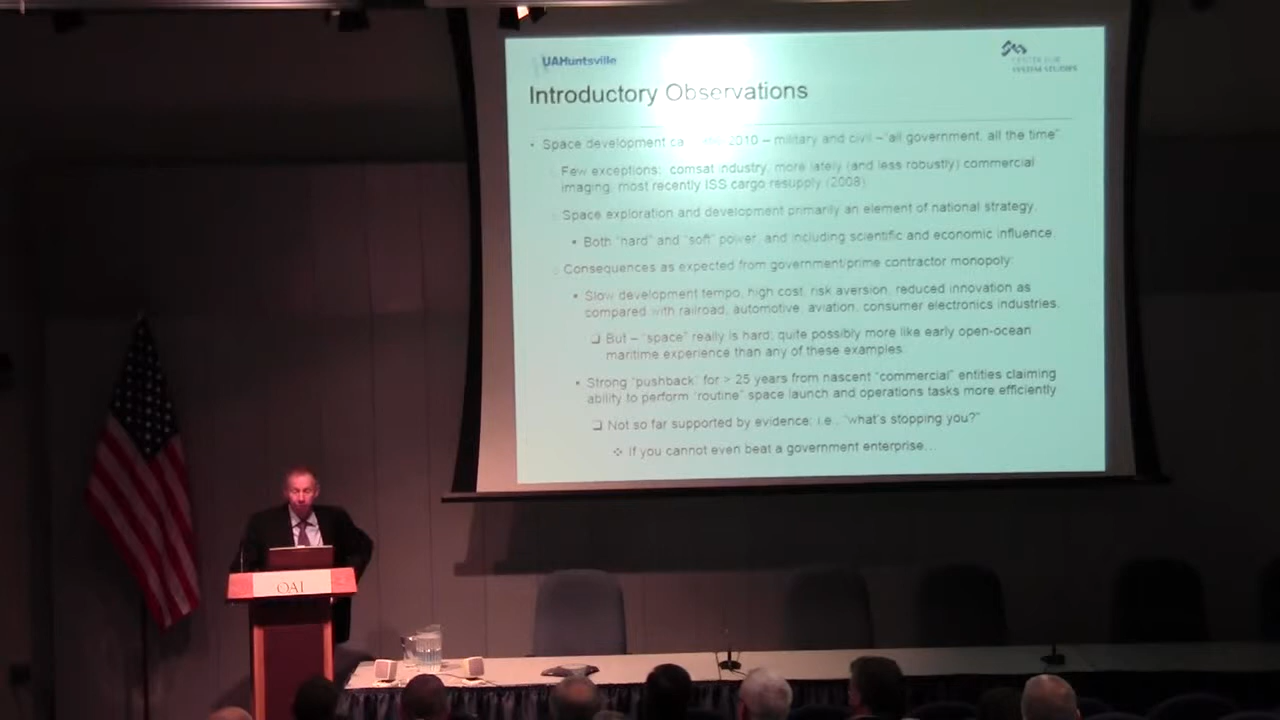 UAHuntsville
CENTER FOR
SYSTEM STUDIES
Introductory Observations
• Space development 2010 – military and civil – "all government, all the time"
Few exceptions: comsat industry, more lately (and less robustly) commercial
imaging, most recently ISS cargo resupply (2008)
Space exploration and development primarily an element of national strategy.
• Both "hard" and "soft" power, and including scientific and economic influence.
Consequences as expected from government/prime contractor monopoly:
• Slow development tempo, high cost, risk aversion, reduced innovation as
compared with railroad, automotive, aviation, consumer electronics industries.
❑ But – "space" really is hard; quite possibly more like early open-ocean
maritime experience than any of these examples.
• Strong "pushback" for > 25 years from nascent "commercial" entities claiming
ability to perform "routine" space launch and operations tasks more efficiently
❑ Not so far supported by evidence; i.e., "what's stopping you?"
❖ If you cannot even beat a government enterprise…
OAI